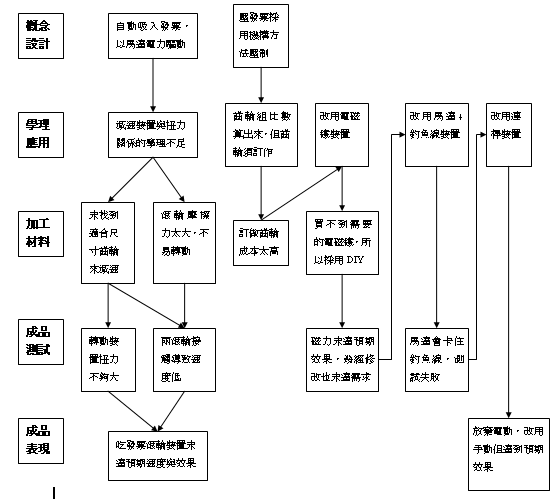 概念
設計
自動吸入發票，
以馬達電力驅動
壓發票採
用機構方
法壓制
學理
應用
減速裝置與扭力
關係的學理不足
齒輪組比數
算出來，但齒
輪須訂作
改用電磁
鐵裝置
改用馬達+
釣魚線裝置
改用連
桿裝置
加工
材料
未找到
適合尺
寸齒輪
來減速
滾輪摩擦
力太大，不
易轉動
訂做齒輪
成本太高
買不到需要
的電磁鐵，所
以採用 DIY
成品
測試
轉動裝
置扭力
不夠大
兩滾輪接
觸導致速
度低
磁力未達預期
效果，幾經修
改也未達需求
馬達會卡住
釣魚線，測
試失敗
成品
表現
吃發票滾輪裝置未
達預期速度與效果
放棄電動，改用
手動但達到預期
效果